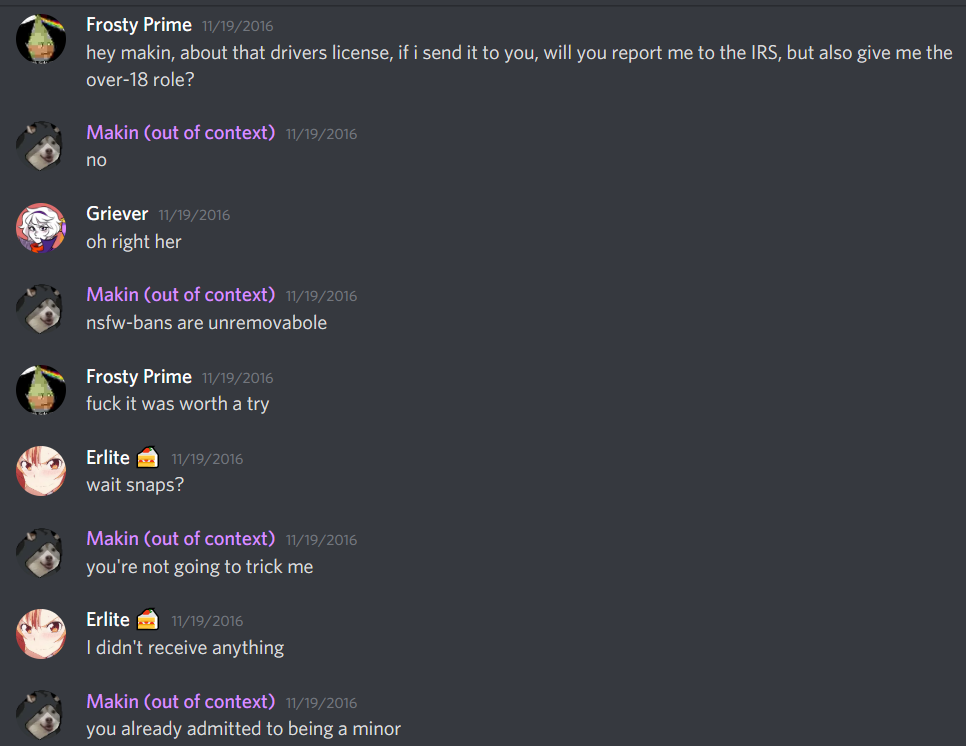 Frosty Prime 11/19/2016
hey makin, about that drivers license, if i send it to you, will you report me to the IRS, but also give me the
over-18 role?
Makin (out of context) 11/19/2016
no
Griever 11/19/2016
oh right her
Makin (out of context) 11/19/2016
nsfw-bans are unremovabole
Frosty Prime 11/19/2016
fuck it was worth a try
Erlite 🍰 11/19/2016
wait snaps?
Makin (out of context) 11/19/2016
you're not going to trick me
Erlite 🍰 11/19/2016
I didn't receive anything
Makin (out of context) 11/19/2016
you already admitted to being a minor